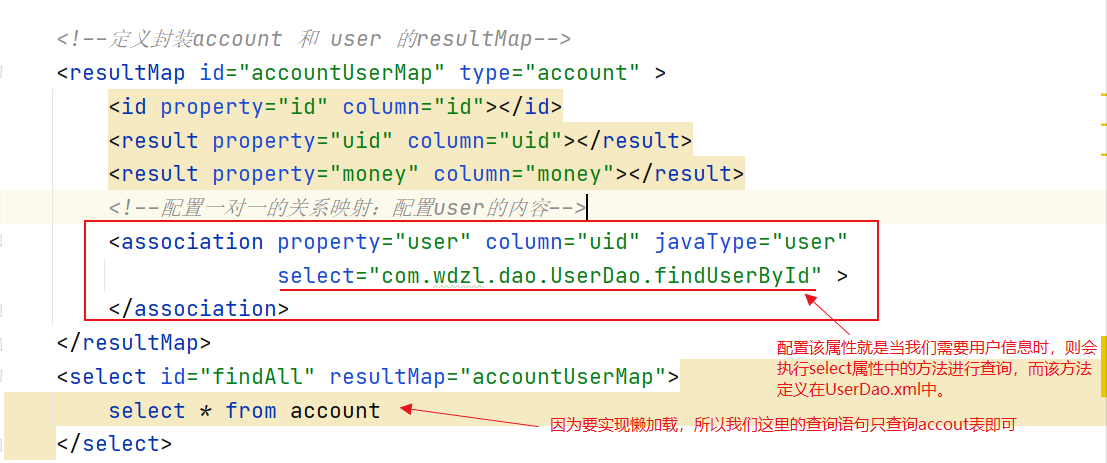 <!--定义封装account 和 user 的resultMap-->
<resultMap id="accountUserMap" type="account" >
<id property="id" column="id"></id>
<result property="uid" column="uid"></result>
<result property="money" column="money"></result>
<!--配置一对一的关系映射：配置user的内容-->
<association property="user" column="uid" javaType="user"
select="com.wdzl.dao.UserDao.findUserById" >
</association>
配置该属性就是当我们需要用户信息时，则会
执行select属性中的方法进行查询，而该方法
定义在UserDao.xml中。
</resultMap>
<select id="findAll" resultMap="accountUserMap">
select * from account
因为要实现懒加载，所以我们这里的查询语句只查询accout表即可
</select>